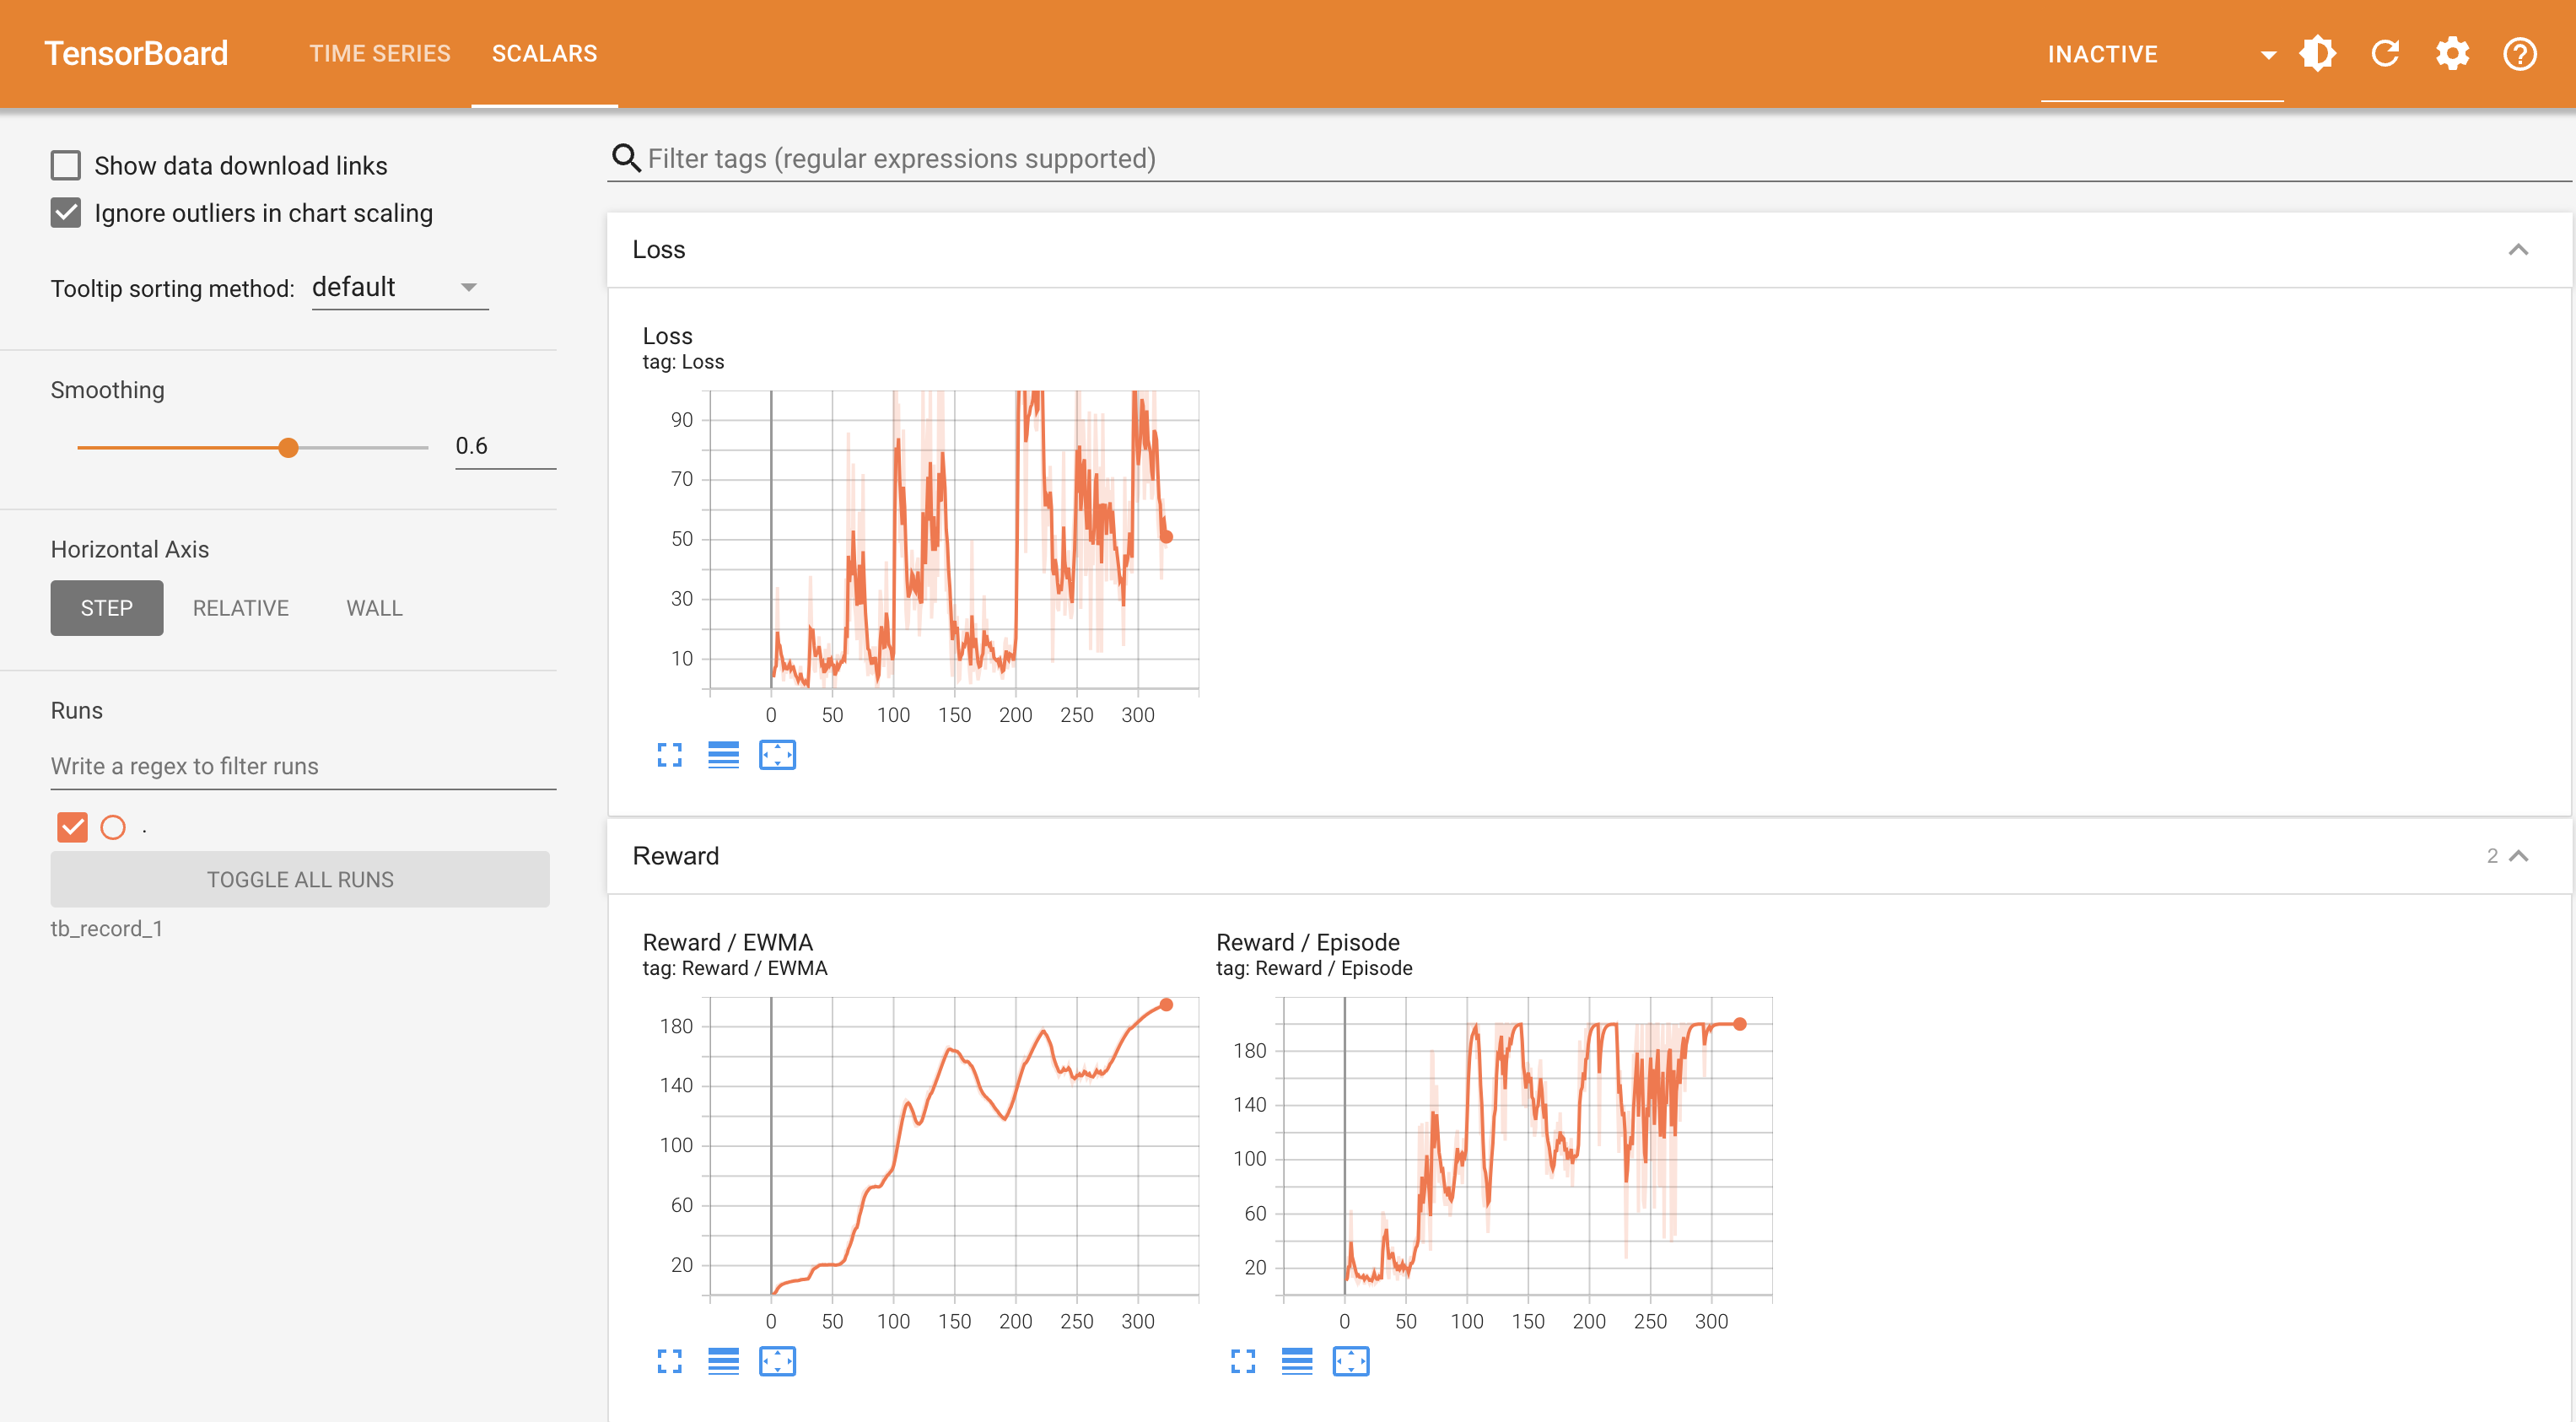 TensorBoard
TIME SERIES
SCALARS
INACTIVE
Show data download links
Ignore outliers in chart scaling
Tooltip sorting method: default
Smoothing
0.6
Horizontal Axis
STEP
RELATIVE
WALL
Runs
Write a regex to filter runs
.
TOGGLE ALL RUNS
tb_record_1
Filter tags (regular expressions supported)
Loss
Loss
tag: Loss
90
70
50
30
10
0 50 100 150 200 250 300
Reward
2
Reward / EWMA
tag: Reward / EWMA
180
140
100
60
20
0 50 100 150 200 250 300
Reward / Episode
tag: Reward / Episode
180
140
100
60
20
0 50 100 150 200 250 300